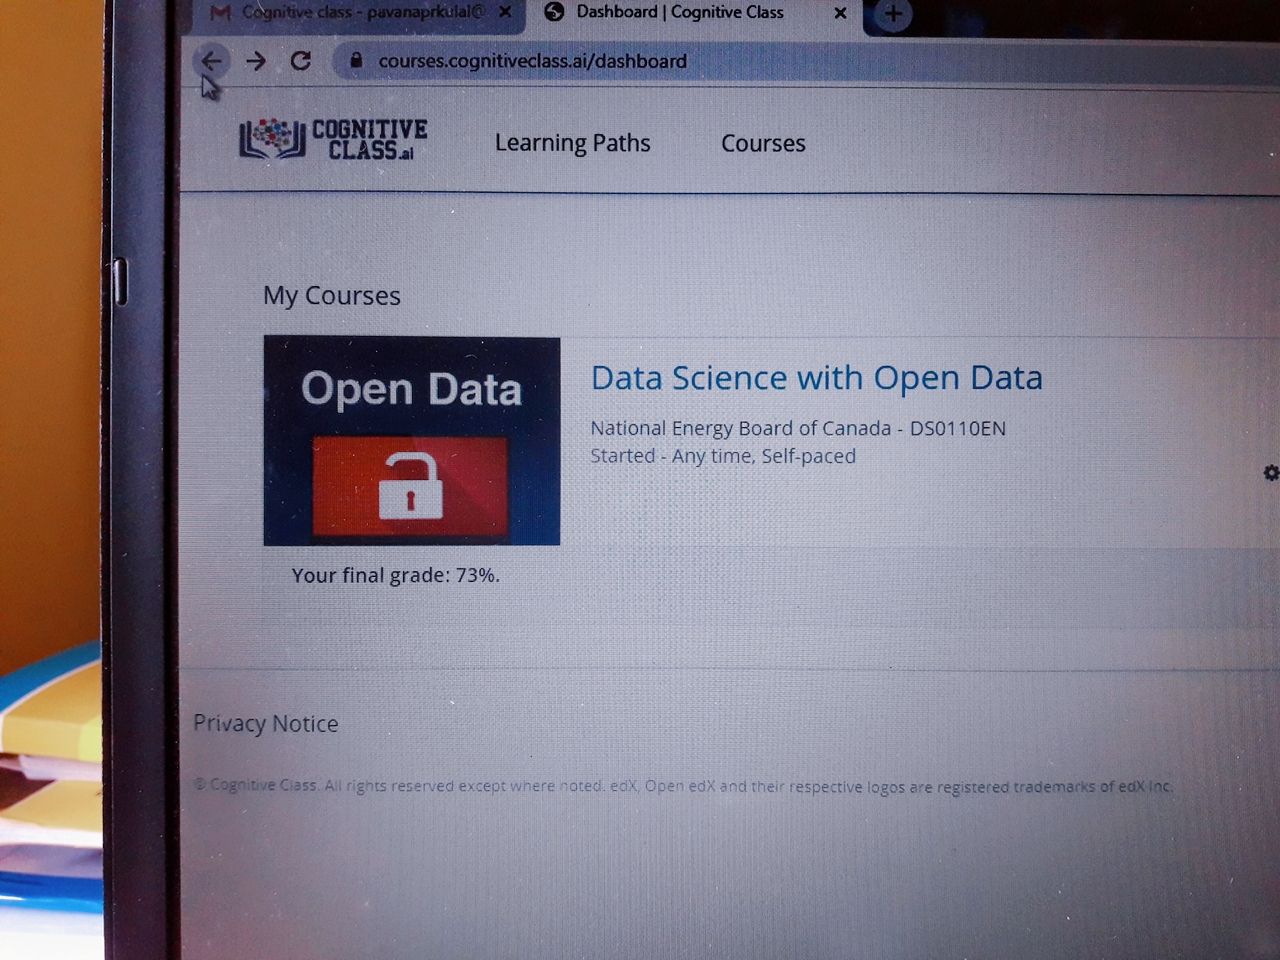 Cognitive class - pavanaprkulal@
Dashboard | Cognitive Class
courses.cognitiveclass.ai/dashboard
COGNITIVE
CLASS.ai
Learning Paths
Courses
My Courses
Open Data
Data Science with Open Data
National Energy Board of Canada - DS0110EN
Started - Any time, Self-paced
Your final grade: 73%.
Privacy Notice
© Cognitive Class. All rights reserved except where noted. edX, Open edX and their respective logos are registered trademarks of edX Inc.